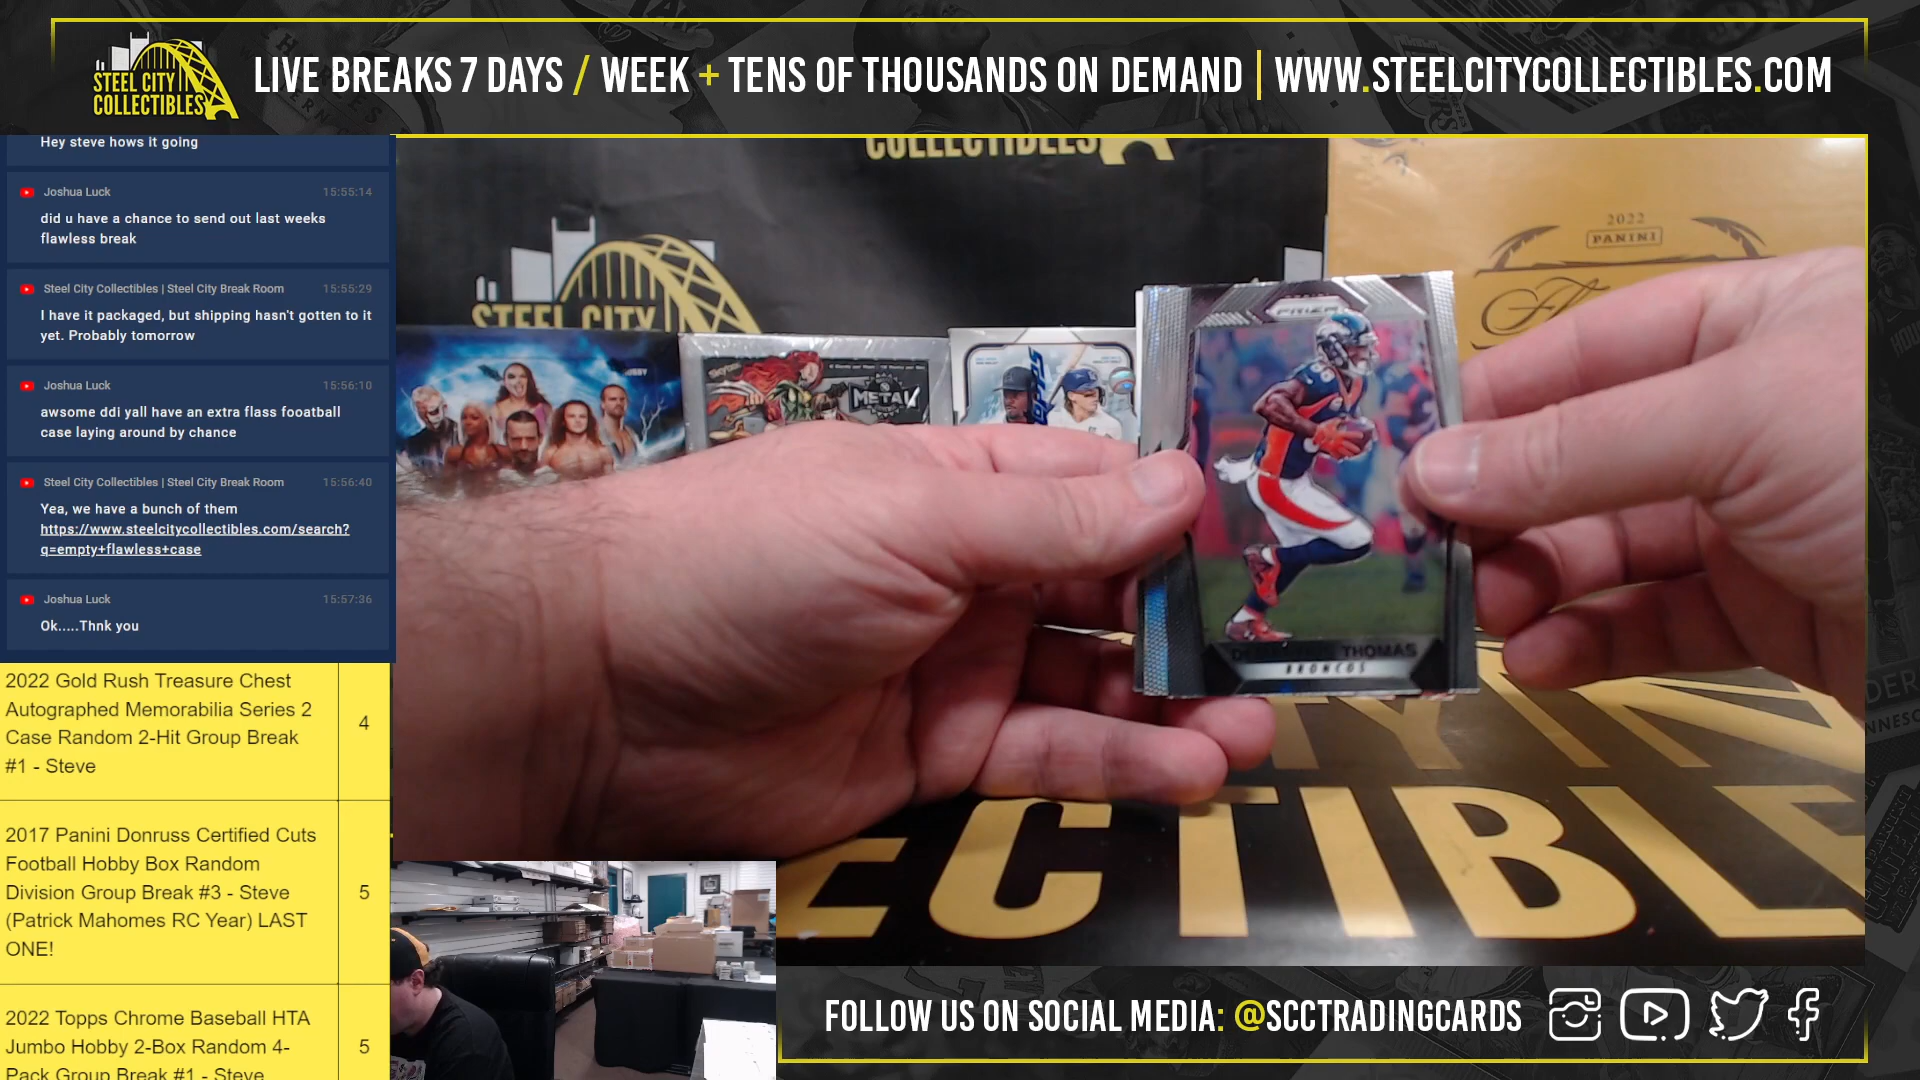 STEEL CITY
COLLECTIBLES
LIVE BREAKS 7 DAYS / WEEK + TENS OF THOUSANDS ON DEMAND | WWW.STEELCITYCOLLECTIBLES.COM
Hey steve hows it going
Joshua Luck 15:55:14
did u have a chance to send out last weeks
flawless break
Steel City Collectibles | Steel City Break Room 15:55:29
I have it packaged, but shipping hasn't gotten to it
yet. Probably tomorrow
Joshua Luck 15:56:10
awsome ddi yall have an extra flass fooatball
case laying around by chance
Steel City Collectibles | Steel City Break Room 15:56:40
Yea, we have a bunch of them
https://www.steelcitycollectibles.com/search?
q=empty+flawless+case
Joshua Luck 15:57:36
Ok.....Thnk you
2022 Gold Rush Treasure Chest
Autographed Memorabilia Series 2
Case Random 2-Hit Group Break
#1 - Steve
4
2017 Panini Donruss Certified Cuts
Football Hobby Box Random
Division Group Break #3 - Steve
(Patrick Mahomes RC Year) LAST
ONE!
5
2022 Topps Chrome Baseball HTA
Jumbo Hobby 2-Box Random 4-
Pack Group Break #1 - Steve
5
COLLECTIBLES
STEEL CITY
METAL
TOPPS
2022
PANINI
PRIZM
THOMAS
BRONCOS
ECTIBLE
FOLLOW US ON SOCIAL MEDIA: @SCCTRADINGCARDS